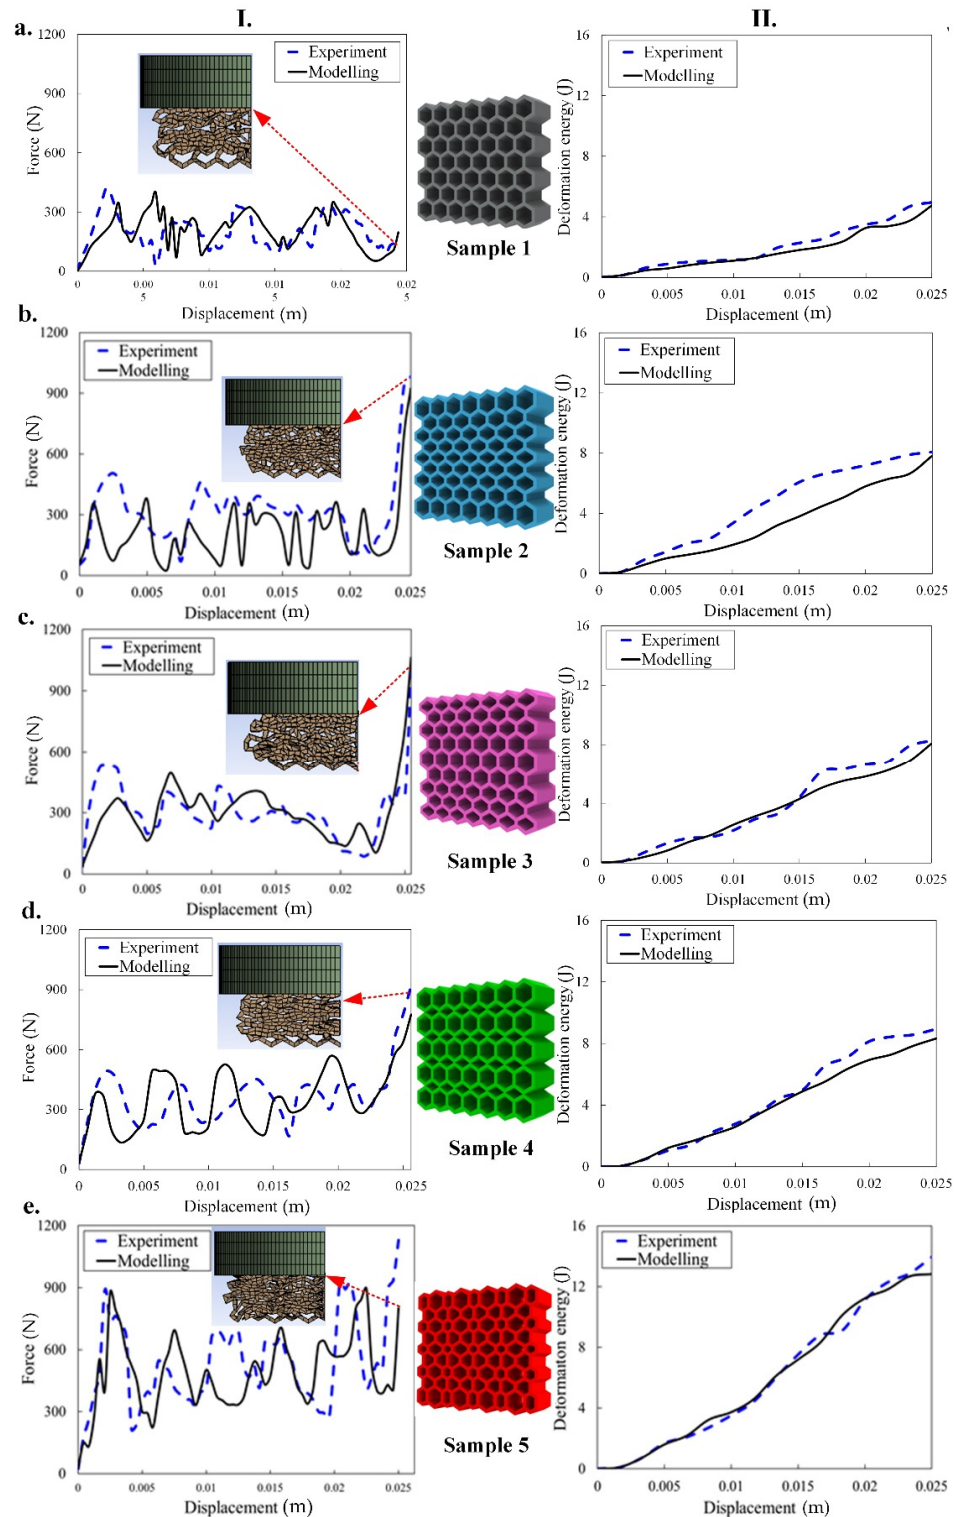 I. II.
a.
1200
900
600
300
0
Force (N)
Experiment
Modelling
0 0.00 0.01 0.01 0.02 0.02
5 5 5
Displacement (m)
Sample 1
16
12
8
4
0
Deformation energy (J)
Experiment
Modelling
0 0.005 0.01 0.015 0.02 0.025
Displacement (m)
b.
1200
900
600
300
0
Force (N)
Experiment
Modelling
0 0.005 0.01 0.015 0.02 0.025
Displacement (m)
Sample 2
16
12
8
4
0
Deformation energy (J)
Experiment
Modelling
0 0.005 0.01 0.015 0.02 0.025
Displacement (m)
c.
1200
900
600
300
0
Force (N)
Experiment
Modelling
0 0.005 0.01 0.015 0.02 0.025
Displacement (m)
Sample 3
16
12
8
4
0
Deformation energy (J)
Experiment
Modelling
0 0.005 0.01 0.015 0.02 0.025
Displacement (m)
d.
1200
900
600
300
0
Force (N)
Experiment
Modelling
0 0.005 0.01 0.015 0.02 0.025
Displacement (m)
Sample 4
16
12
8
4
0
Deformation energy (J)
Experiment
Modelling
0 0.005 0.01 0.015 0.02 0.025
Displacement (m)
e.
1200
900
600
300
0
Force (N)
Experiment
Modelling
0 0.005 0.01 0.015 0.02 0.025
Displacement (m)
Sample 5
16
12
8
4
0
Deformaton energy (J)
Experiment
Modelling
0 0.005 0.01 0.015 0.02 0.025
Displacement (m)